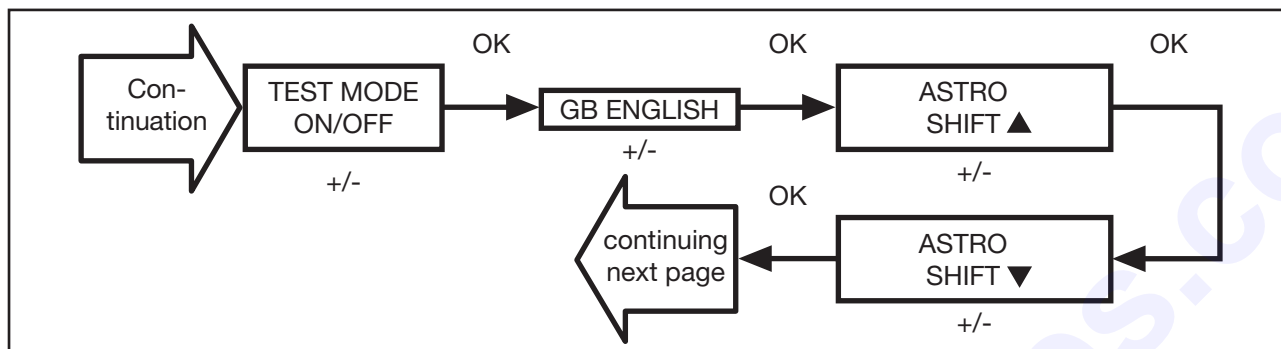 OK
OK
OK
Con-
tinuation
TEST MODE
ON/OFF
+/-
GB ENGLISH
+/-
ASTRO
SHIFT ▲
+/-
ASTRO
SHIFT ▼
+/-
OK
continuing
next page